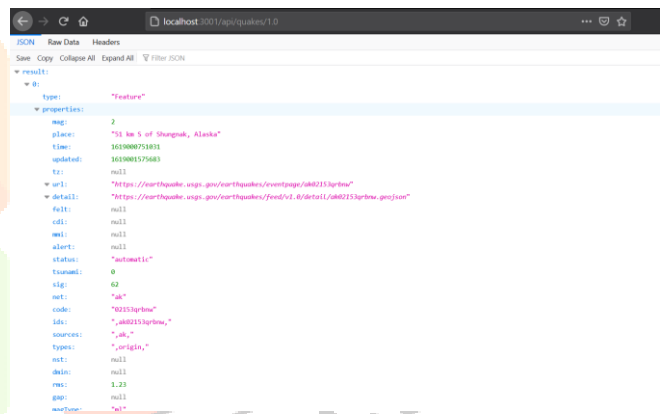 localhost:3001/api/quakes/1.0
JSON Raw Data Headers
Save Copy Collapse All Expand All Filter JSON
result:
0:
type: "Feature"
properties:
mag: 2
place: "51 km S of Shungnak, Alaska"
time: 1619000751031
updated: 1619001575683
tz: null
url: "https://earthquake.usgs.gov/earthquakes/eventpage/ak02153qrbnw"
detail: "https://earthquake.usgs.gov/earthquakes/feed/v1.0/detail/ak02153qrbnw.geojson"
felt: null
cdi: null
mmi: null
alert: null
status: "automatic"
tsunami: 0
sig: 62
net: "ak"
code: "02153qrbnw"
ids: ",ak02153qrbnw,"
sources: ",ak,"
types: ",origin,"
nst: null
dmin: null
rms: 1.23
gap: null
magType: "ml"